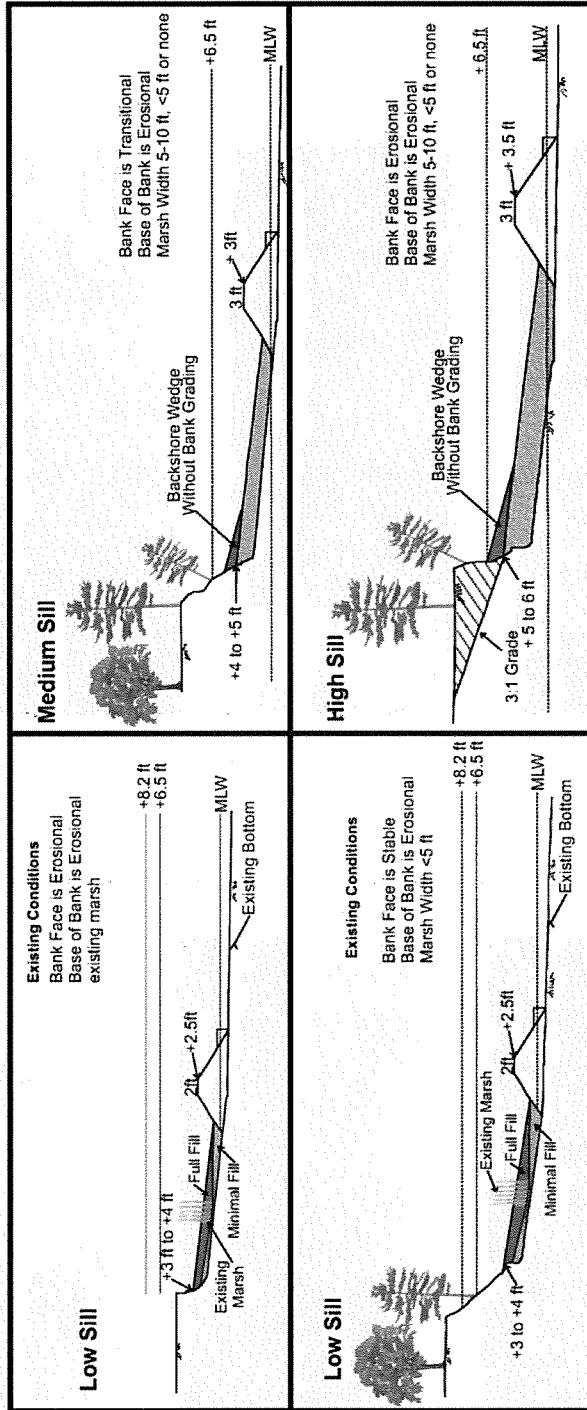 Low Sill
Existing Conditions
Bank Face is Erosional
Base of Bank is Erosional
existing marsh
+8.2 ft
+6.5 ft
MLW
+3 ft to +4 ft
Existing
Marsh
Full Fill
Minimal Fill
2ft
+2.5ft
Existing Bottom
Medium Sill
Bank Face is Transitional
Base of Bank is Erosional
Marsh Width 5-10 ft, <5 ft or none
+6.5 ft
MLW
+4 to +5 ft
Backshore Wedge
Without Bank Grading
3 ft
+ 3ft
Low Sill
Existing Conditions
Bank Face is Stable
Base of Bank is Erosional
Marsh Width <5 ft
+8.2 ft
+6.5 ft
MLW
+3 to +4 ft
Existing Marsh
Full Fill
Minimal Fill
2ft
+2.5ft
Existing Bottom
High Sill
Bank Face is Erosional
Base of Bank is Erosional
Marsh Width 5-10 ft, <5 ft or none
+ 6.5 ft
MLW
3:1 Grade
+ 5 to 6 ft
Backshore Wedge
Without Bank Grading
3 ft
+ 3.5 ft